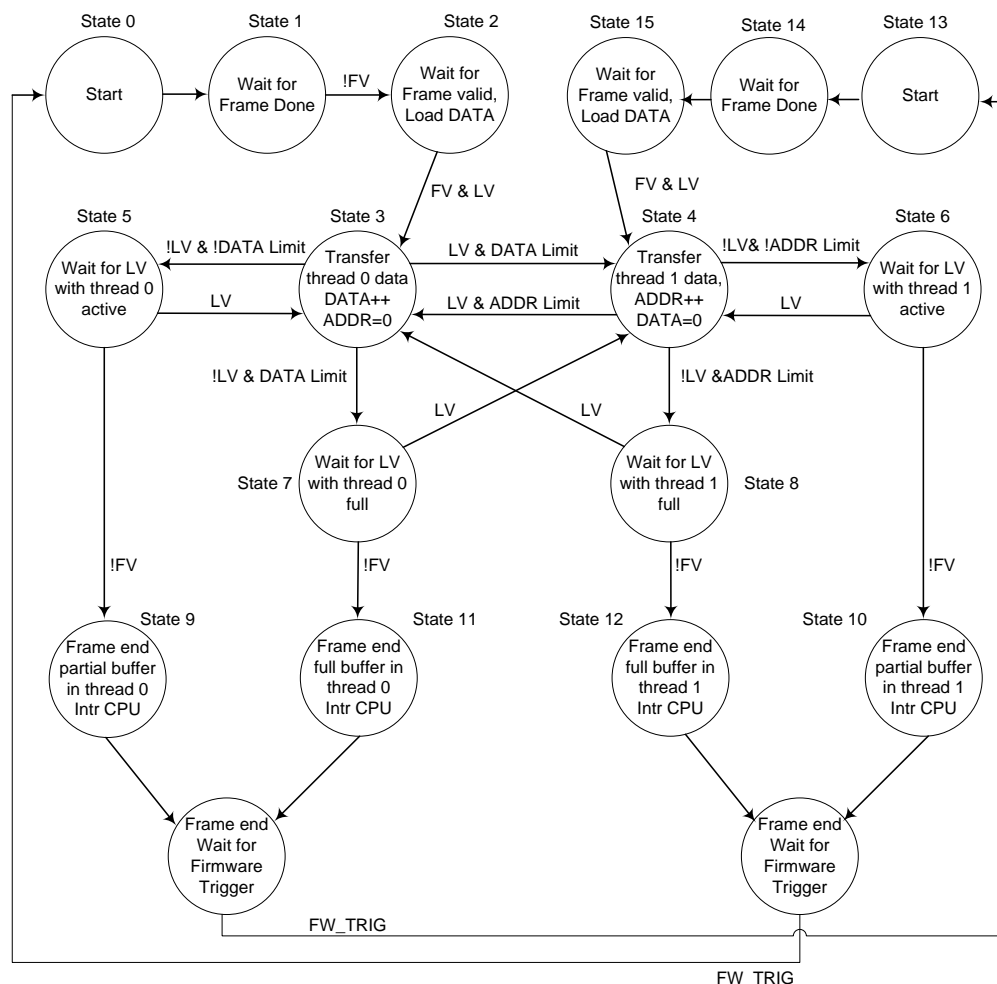 State 0
State 1
State 2
State 15
State 14
State 13
Start
Wait for
Frame Done
!FV
Wait for
Frame valid,
Load DATA
Wait for
Frame valid,
Load DATA
Wait for
Frame Done
Start
FV & LV
FV & LV
State 5
State 3
State 4
State 6
Wait for LV
with thread 0
active
!LV & !DATA Limit
LV
Transfer
thread 0 data
DATA++
ADDR=0
LV & DATA Limit
LV & ADDR Limit
Transfer
thread 1 data,
ADDR++
DATA=0
!LV& !ADDR Limit
LV
Wait for LV
with thread 1
active
!LV & DATA Limit
!LV &ADDR Limit
LV
LV
State 7
Wait for LV
with thread 0
full
Wait for LV
with thread 1
full
State 8
!FV
!FV
!FV
!FV
State 9
State 11
State 12
State 10
Frame end
partial buffer
in thread 0
Intr CPU
Frame end
full buffer in
thread 0
Intr CPU
Frame end
full buffer in
thread 1
Intr CPU
Frame end
partial buffer
in thread 1
Intr CPU
Frame end
Wait for
Firmware
Trigger
Frame end
Wait for
Firmware
Trigger
FW_TRIG
FW_TRIG